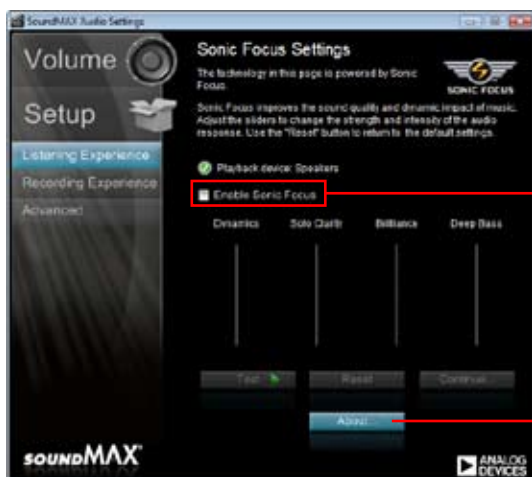 SoundMAX Audio Settings
Volume
Setup
Listening Experience
Recording Experience
Advanced
Sonic Focus Settings
The technology in this page is powered by Sonic
Focus.
SONIC FOCUS
Sonic Focus improves the sound quality and dynamic impact of music.
Adjust the sliders to change the strength and intensity of the audio
response. Use the "Reset" button to return to the default settings.
Playback device: Speakers
Enable Sonic Focus
Dynamics Solo Clarity Brilliance Deep Bass
Test Reset Continue...
About...
SOUNDMAX
ANALOG
DEVICES